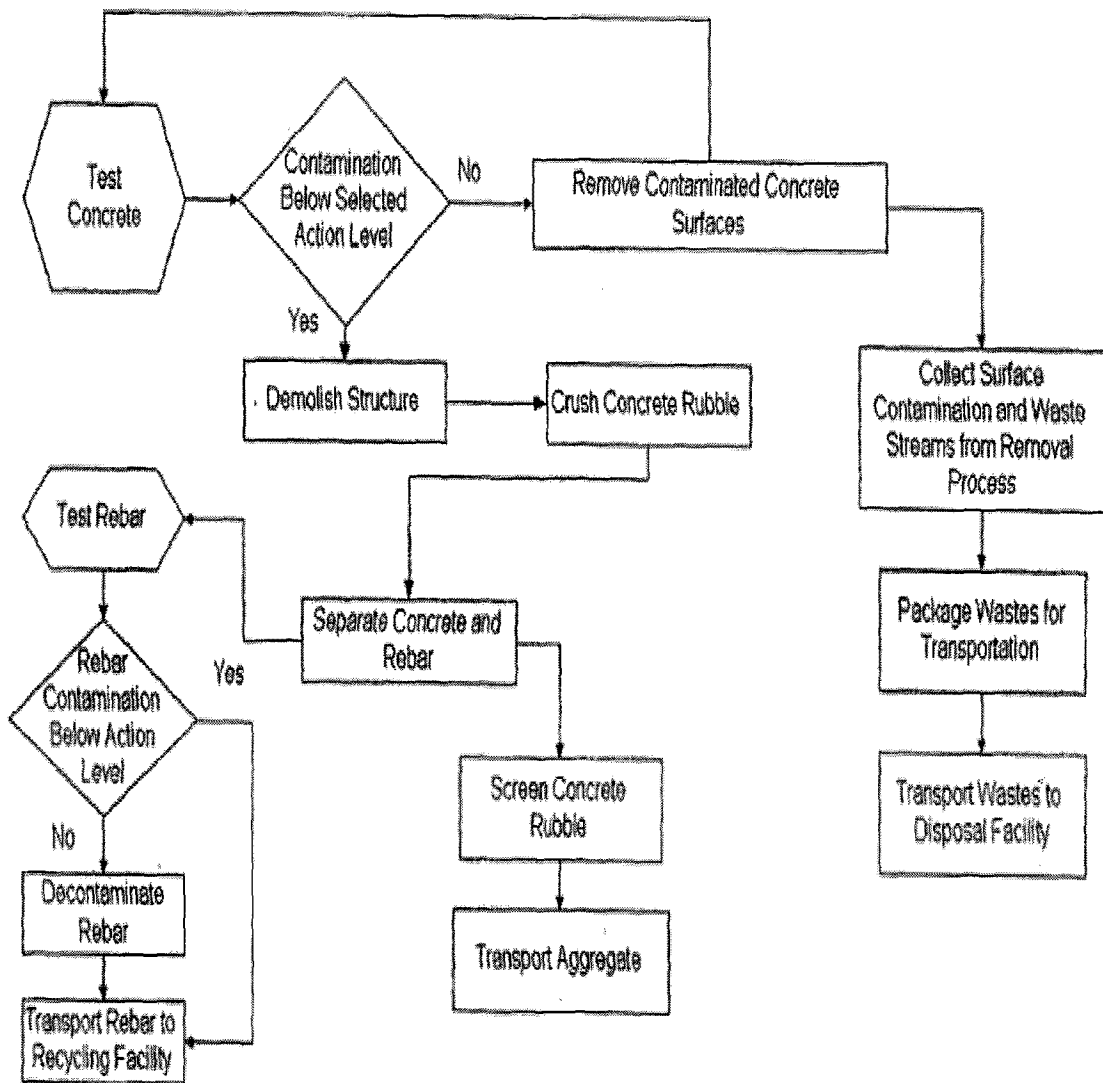 Test
Concrete
Contamination
Below Selected
Action Level
No
Remove Contaminated Concrete
Surfaces
Yes
Demolish Structure
Crush Concrete Rubble
Collect Surface
Contamination and Waste
Streams from Removal
Process
Test Rebar
Separate Concrete and
Rebar
Package Wastes for
Transportation
Rebar
Contamination
Below Action
Level
Yes
Screen Concrete
Rubble
Transport Wastes to
Disposal Facility
No
Decontaminate
Rebar
Transport Aggregate
Transport Rebar to
Recycling Facility